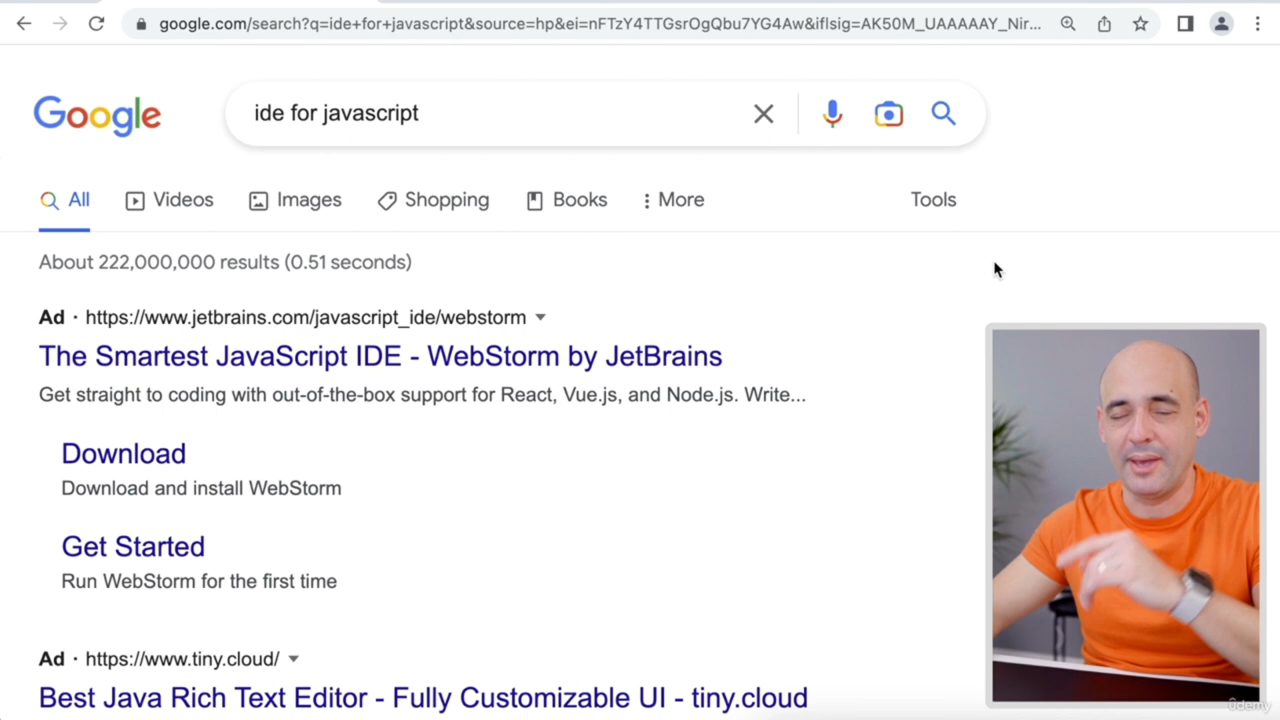 google.com/search?q=ide+for+javascript&source=hp&ei=nFTzY4TTGsrOgQbu7YG4Aw&iflsig=AK50M_UAAAAAY_Nir...
Google
ide for javascript
All
Videos
Images
Shopping
Books
More
Tools
About 222,000,000 results (0.51 seconds)
Ad · https://www.jetbrains.com/javascript_ide/webstorm
The Smartest JavaScript IDE - WebStorm by JetBrains
Get straight to coding with out-of-the-box support for React, Vue.js, and Node.js. Write...
Download
Download and install WebStorm
Get Started
Run WebStorm for the first time
Ad · https://www.tiny.cloud/
Best Java Rich Text Editor - Fully Customizable UI - tiny.cloud
ûdemy